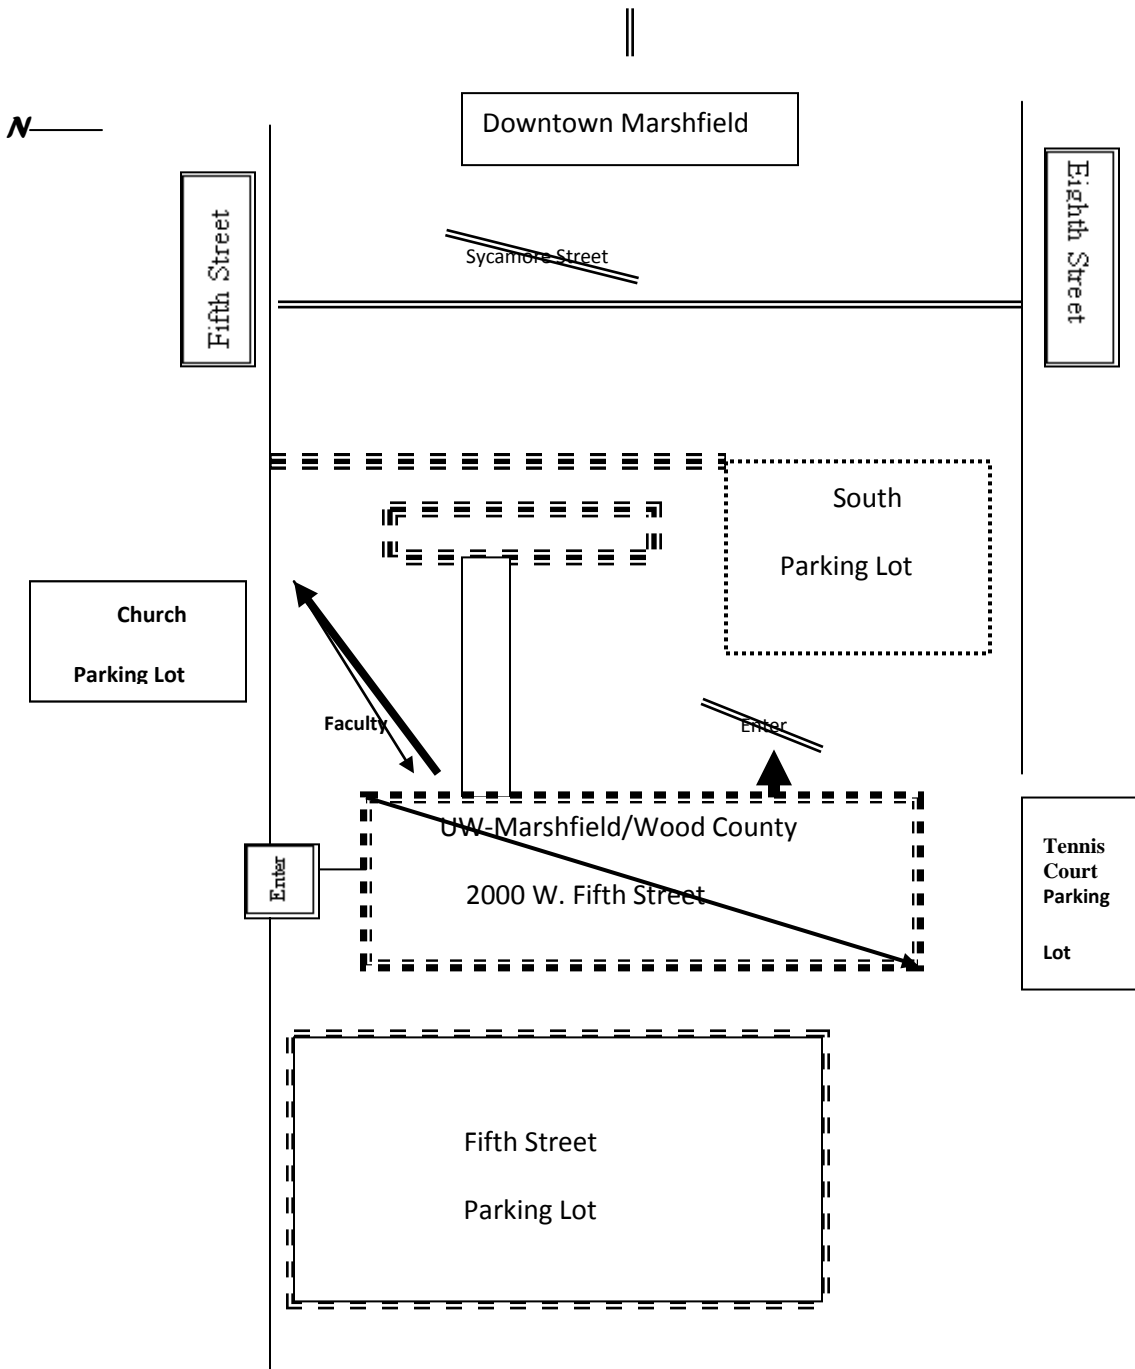 Downtown Marshfield
N
Fifth Street
Eighth Street
Sycamore Street
South
Parking Lot
Church
Parking Lot
Faculty
Enter
UW-Marshfield/Wood County
2000 W. Fifth Street
Enter
Tennis
Court
Parking
Lot
Fifth Street
Parking Lot